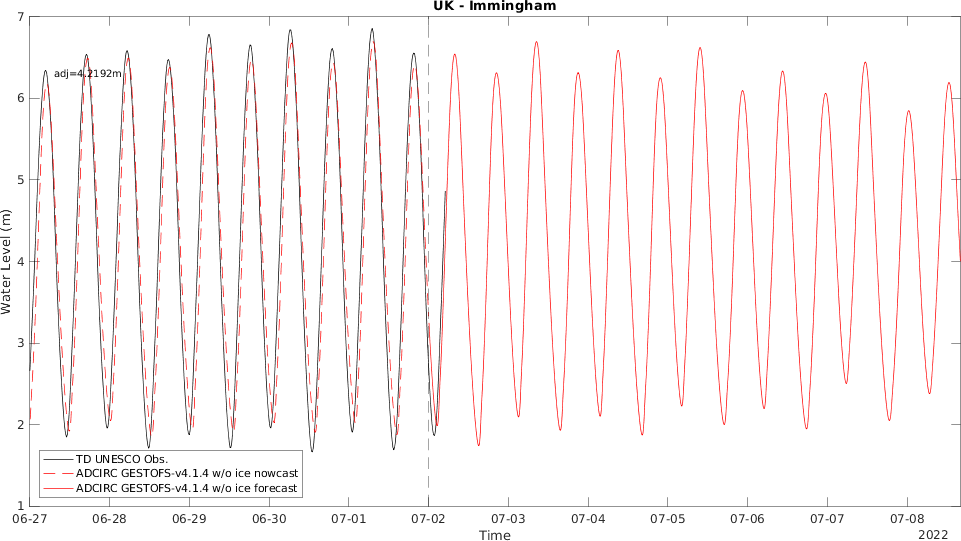 UK - Immingham
7
6
5
4
3
2
1
Water Level (m)
adj=4.2192m
TD UNESCO Obs.
ADCIRC GESTOFS-v4.1.4 w/o ice nowcast
ADCIRC GESTOFS-v4.1.4 w/o ice forecast
06-27 06-28 06-29 06-30 07-01 07-02 07-03 07-04 07-05 07-06 07-07 07-08
Time
2022